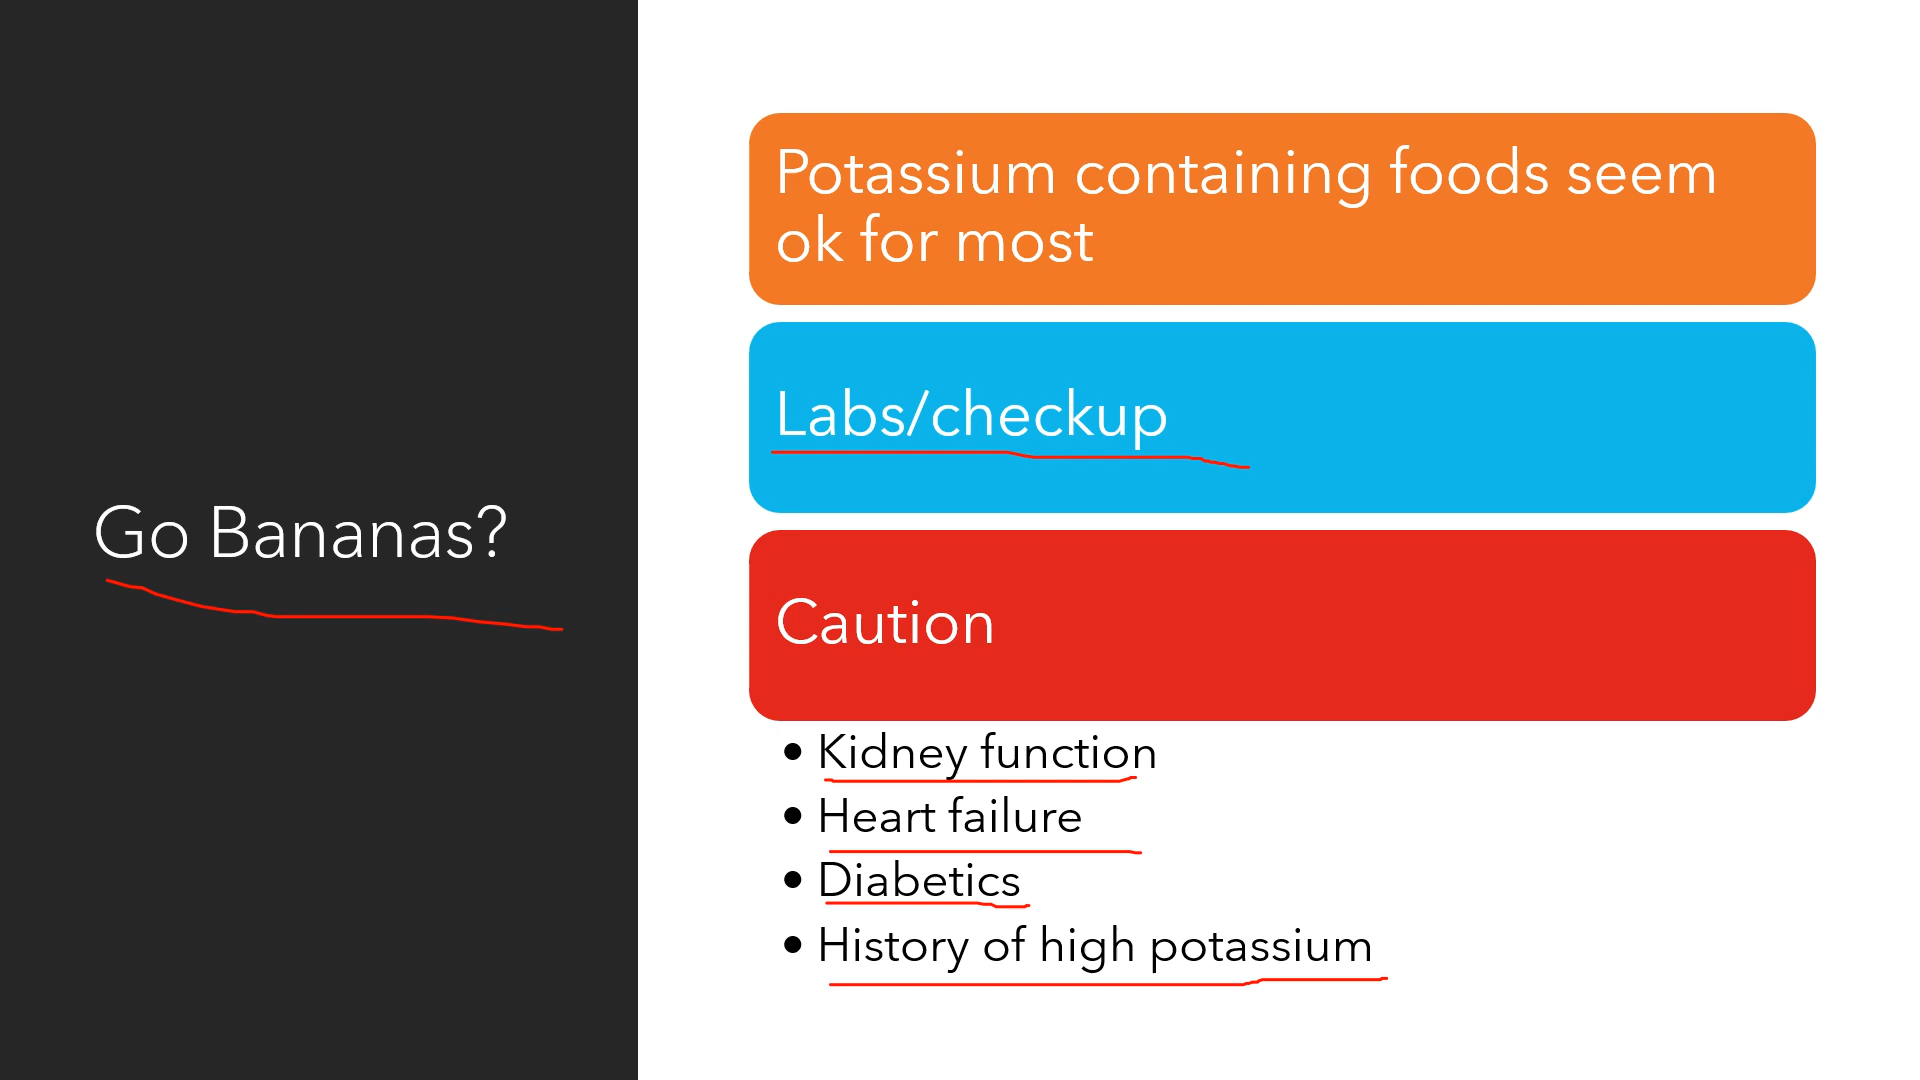 Go Bananas?
Potassium containing foods seem
ok for most
Labs/checkup
Caution
• Kidney function
• Heart failure
• Diabetics
• History of high potassium